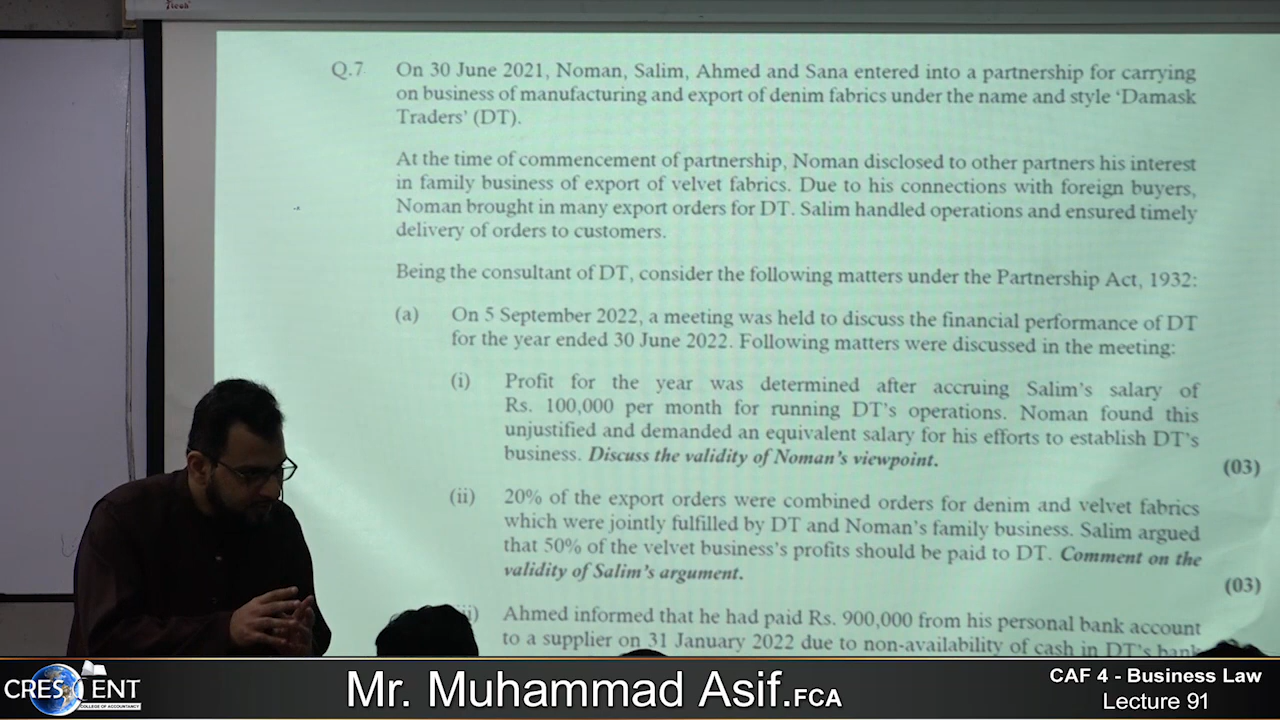 Q.7 On 30 June 2021, Noman, Salim, Ahmed and Sana entered into a partnership for carrying
on business of manufacturing and export of denim fabrics under the name and style ‘Damask
Traders’ (DT).
At the time of commencement of partnership, Noman disclosed to other partners his interest
in family business of export of velvet fabrics. Due to his connections with foreign buyers,
Noman brought in many export orders for DT. Salim handled operations and ensured timely
delivery of orders to customers.
Being the consultant of DT, consider the following matters under the Partnership Act, 1932:
(a) On 5 September 2022, a meeting was held to discuss the financial performance of DT
for the year ended 30 June 2022. Following matters were discussed in the meeting:
(i) Profit for the year was determined after accruing Salim’s salary of
Rs. 100,000 per month for running DT’s operations. Noman found this
unjustified and demanded an equivalent salary for his efforts to establish DT’s
business. Discuss the validity of Noman’s viewpoint.
(03)
(ii) 20% of the export orders were combined orders for denim and velvet fabrics
which were jointly fulfilled by DT and Noman’s family business. Salim argued
that 50% of the velvet business’s profits should be paid to DT. Comment on the
validity of Salim’s argument.
(03)
Ahmed informed that he had paid Rs. 900,000 from his personal bank account
to a supplier on 31 January 2022 due to non-availability of cash in DT’s bank
CRESCENT
COLLEGE OF ACCOUNTANCY
Mr. Muhammad Asif.FCA
CAF 4 - Business Law
Lecture 91